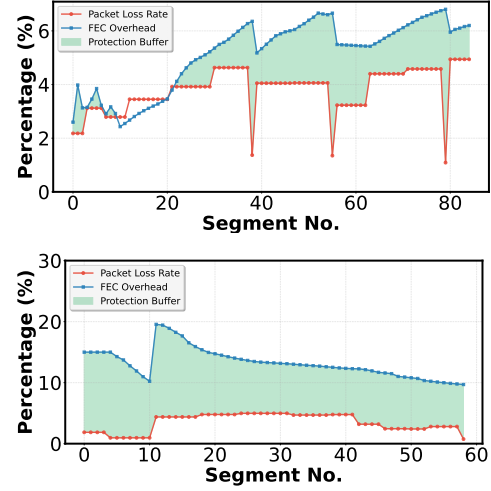 Packet Loss Rate
FEC Overhead
Protection Buffer
Percentage (%)
6
4
2
0
0 20 40 60 80
Segment No.
30
20
10
0
Packet Loss Rate
FEC Overhead
Protection Buffer
Percentage (%)
0 10 20 30 40 50 60
Segment No.